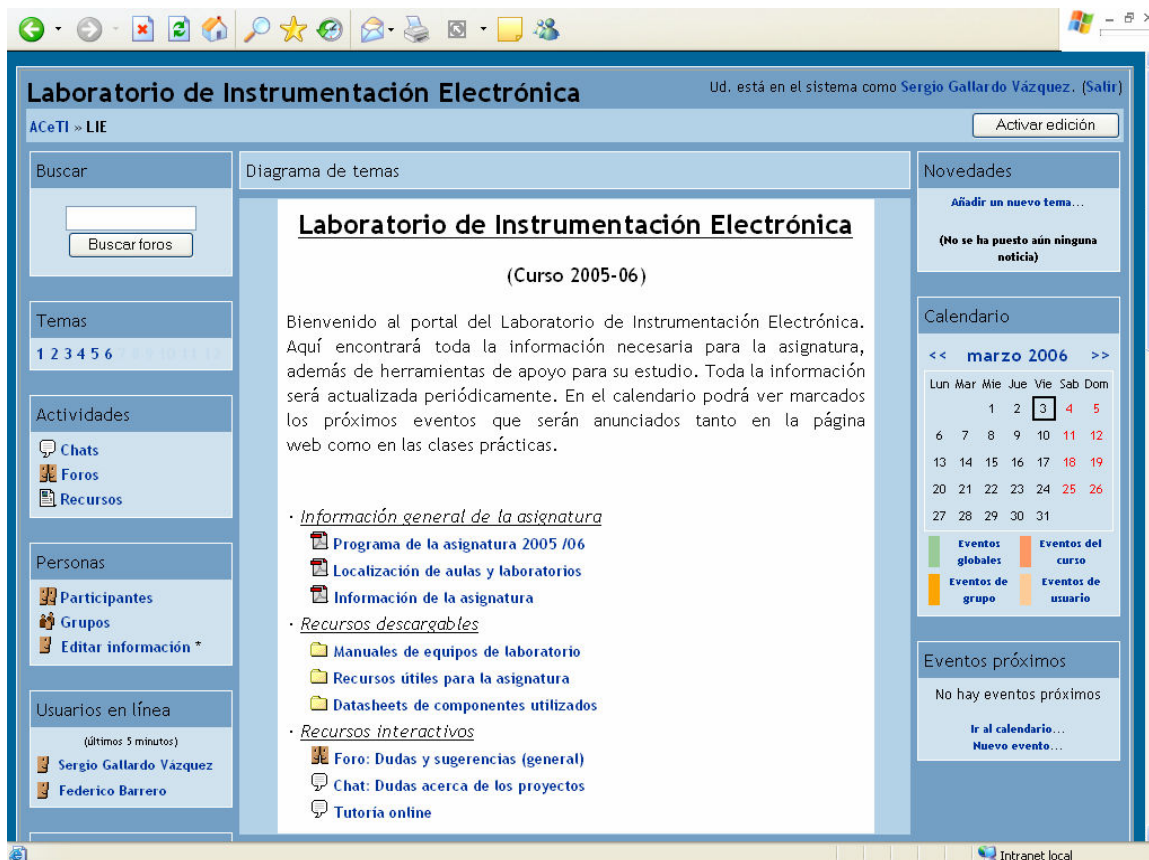 Laboratorio de Instrumentación Electrónica
Ud. está en el sistema como Sergio Gallardo Vázquez. (Salir)
ACeTI » LIE
Activar edición
Buscar
Buscar foros
Temas
1 2 3 4 5 6 7 8 9 10 11 12
Actividades
Chats
Foros
Recursos
Personas
Participantes
Grupos
Editar información *
Usuarios en línea
(últimos 5 minutos)
Sergio Gallardo Vázquez
Federico Barrero
Diagrama de temas
Laboratorio de Instrumentación Electrónica
(Curso 2005-06)
Bienvenido al portal del Laboratorio de Instrumentación Electrónica.
Aquí encontrará toda la información necesaria para la asignatura,
además de herramientas de apoyo para su estudio. Toda la información
será actualizada periódicamente. En el calendario podrá ver marcados
los próximos eventos que serán anunciados tanto en la página
web como en las clases prácticas.
· Información general de la asignatura
Programa de la asignatura 2005 /06
Localización de aulas y laboratorios
Información de la asignatura
· Recursos descargables
Manuales de equipos de laboratorio
Recursos útiles para la asignatura
Datasheets de componentes utilizados
· Recursos interactivos
Foro: Dudas y sugerencias (general)
Chat: Dudas acerca de los proyectos
Tutoría online
Novedades
Añadir un nuevo tema...
(No se ha puesto aún ninguna
noticia)
Calendario
<< marzo 2006 >>
Lun Mar Mie Jue Vie Sab Dom
1 2 3 4 5
6 7 8 9 10 11 12
13 14 15 16 17 18 19
20 21 22 23 24 25 26
27 28 29 30 31
Eventos globales
Eventos del curso
Eventos de grupo
Eventos de usuario
Eventos próximos
No hay eventos próximos
Ir al calendario...
Nuevo evento...
Intranet local